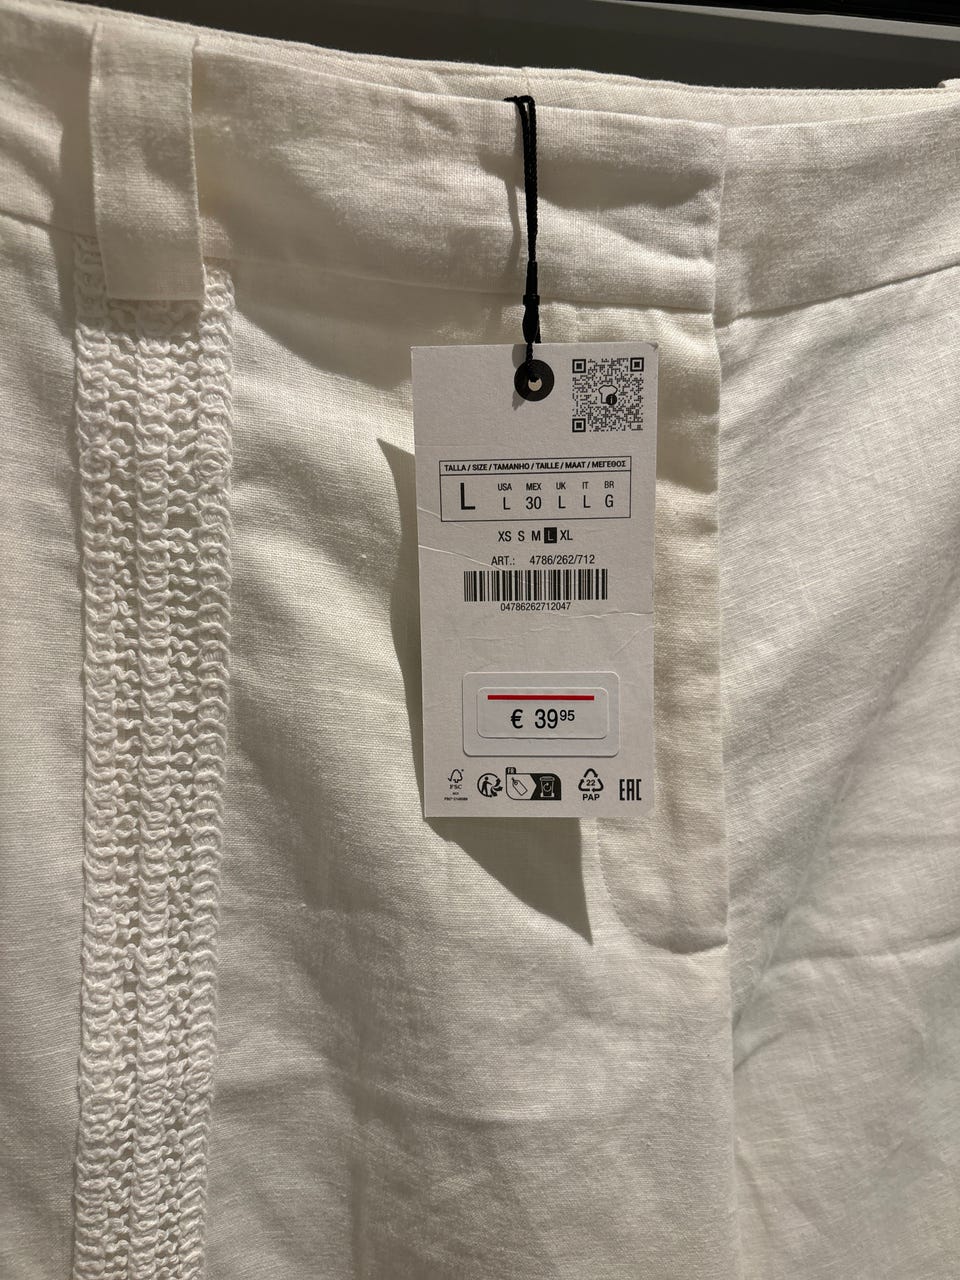 TALLA / SIZE / TAMANHO / TAILLE / MAAT / ΜΕΓΕΘΟΣ
L
USA MEX UK IT BR
L 30 L L G
XS S M L XL
ART.: 4786/262/712
04786262712047
€ 39 95
FSC
FR
22
PAP
EAC